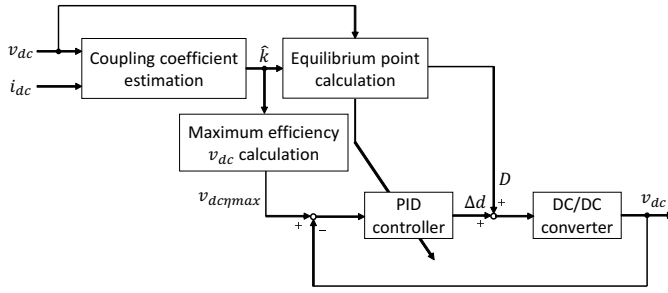 v_dc
i_dc
Coupling coefficient
estimation
k̂
Equilibrium point
calculation
Maximum efficiency
v_dc calculation
v_dcηmax
+
−
PID
controller
Δd
+
D
+
DC/DC
converter
v_dc